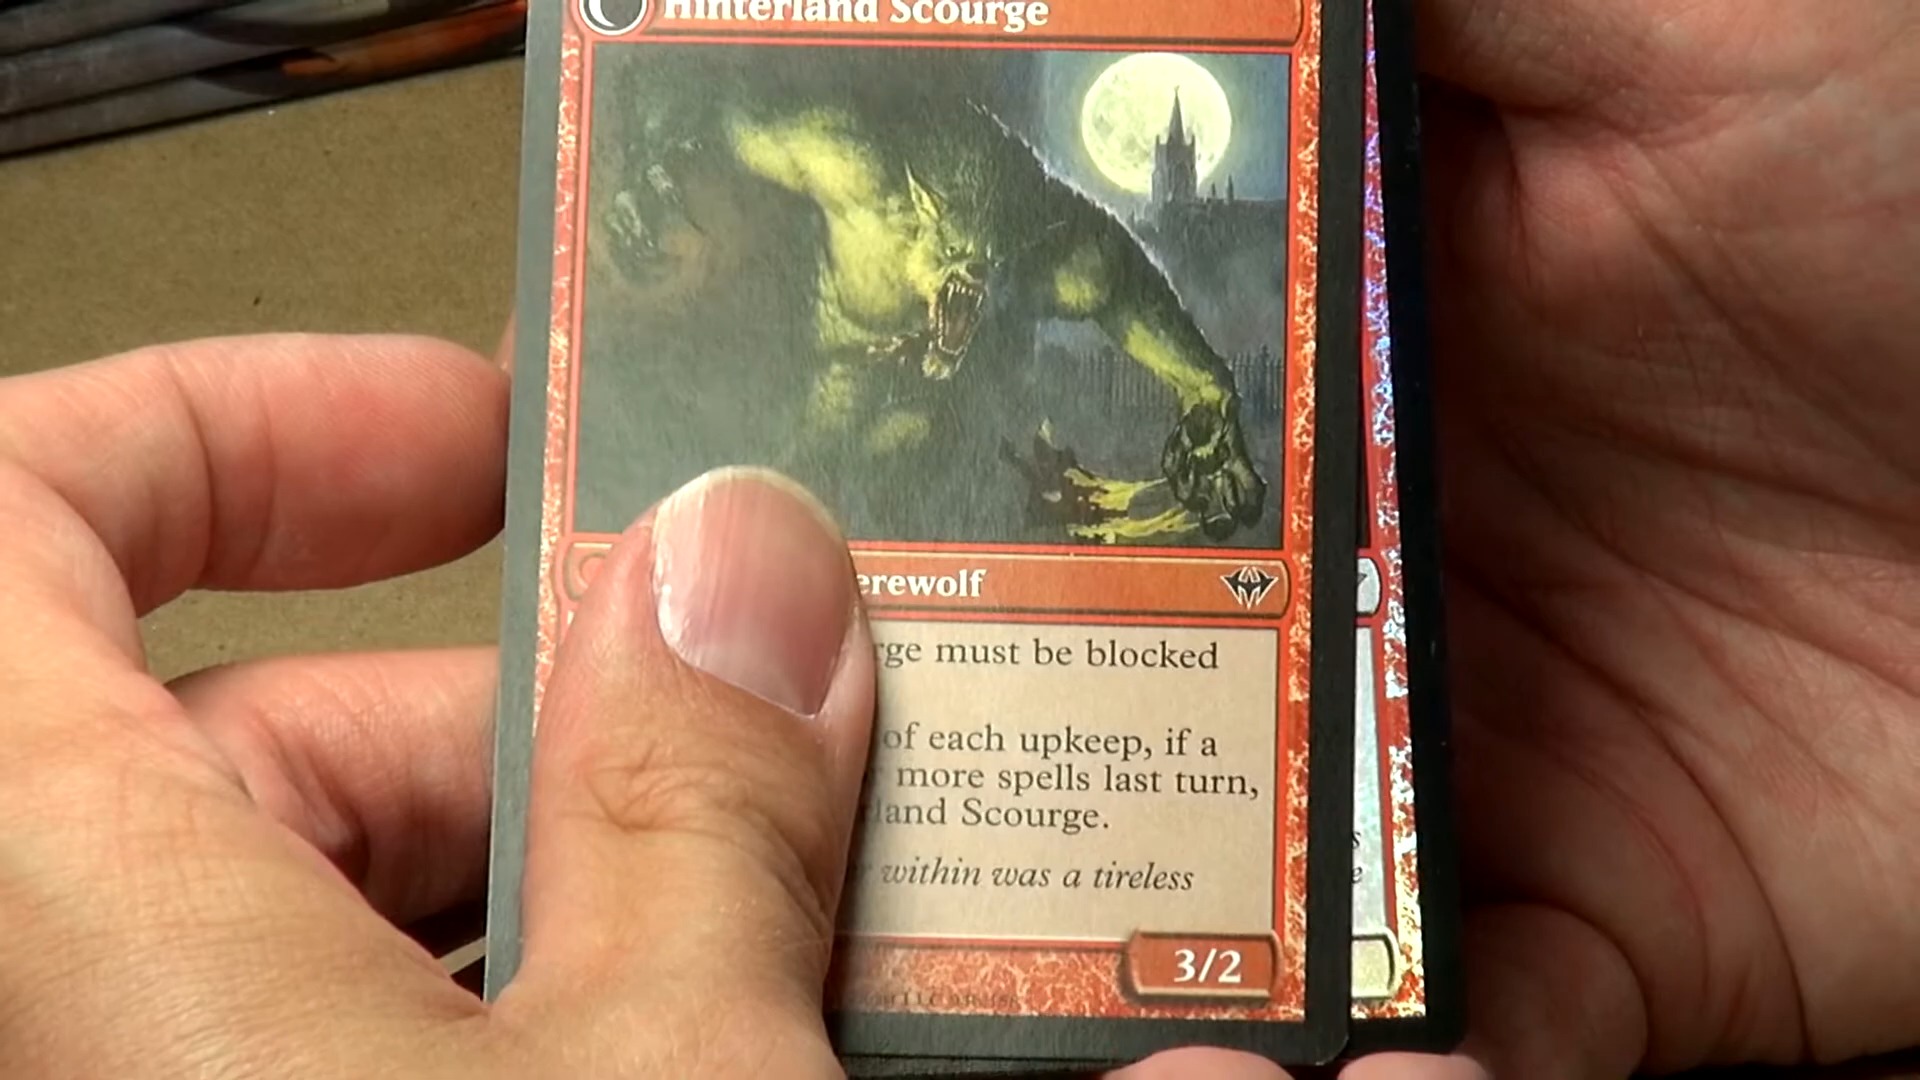 Hinterland Scourge
erewolf
rge must be blocked
of each upkeep, if a
more spells last turn,
land Scourge.
within was a tireless
3/2